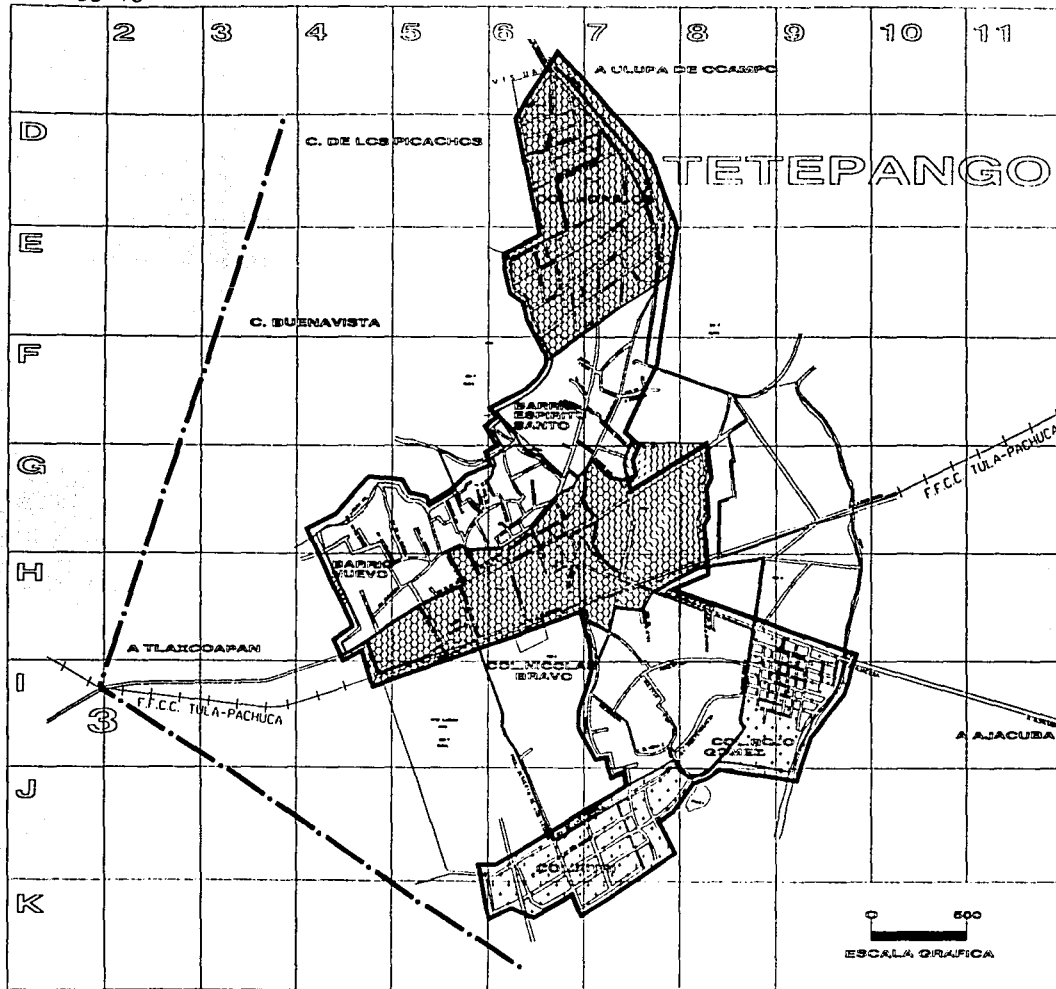 2 3 4 5 6 7 8 9 10 11
A ULUPA DE OCAMPO
D
C. DE LOS PICACHOS
TETEPANGO
E
C. BUENAVISTA
F
BARRIO
ESPIRITU
SANTO
G
F.F.C.C. TULA-PACHUCA
H
BARRIO
NUEVO
A TLAXCOAPAN
COL. NICOLAS
BRAVO
I
F.F.C.C. TULA-PACHUCA
3
A AJACUBA
J
K
0 500
ESCALA GRAFICA